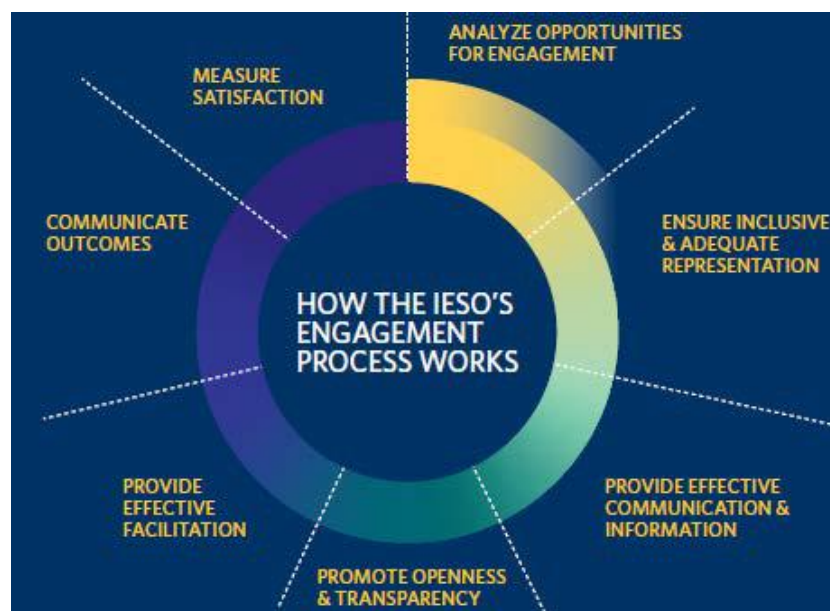 ANALYZE OPPORTUNITIES
FOR ENGAGEMENT
MEASURE
SATISFACTION
COMMUNICATE
OUTCOMES
ENSURE INCLUSIVE
& ADEQUATE
REPRESENTATION
HOW THE IESO'S
ENGAGEMENT
PROCESS WORKS
PROVIDE
EFFECTIVE
FACILITATION
PROVIDE EFFECTIVE
COMMUNICATION &
INFORMATION
PROMOTE OPENNESS
& TRANSPARENCY